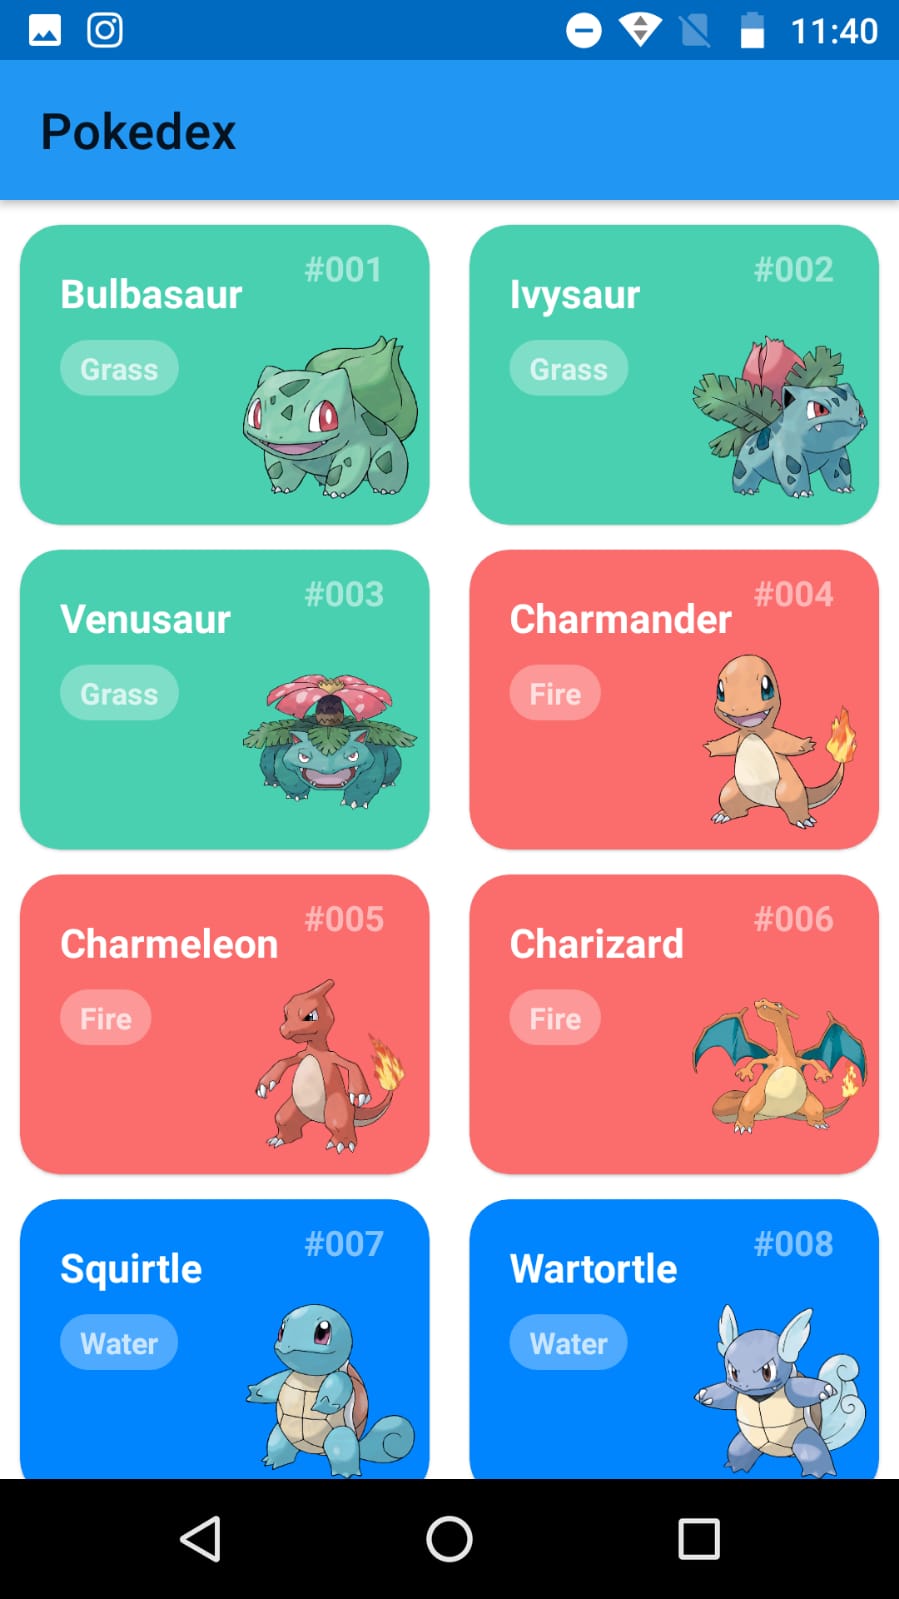 11:40
Pokedex
#001
Bulbasaur
Grass
#002
Ivysaur
Grass
#003
Venusaur
Grass
#004
Charmander
Fire
#005
Charmeleon
Fire
#006
Charizard
Fire
#007
Squirtle
Water
#008
Wartortle
Water